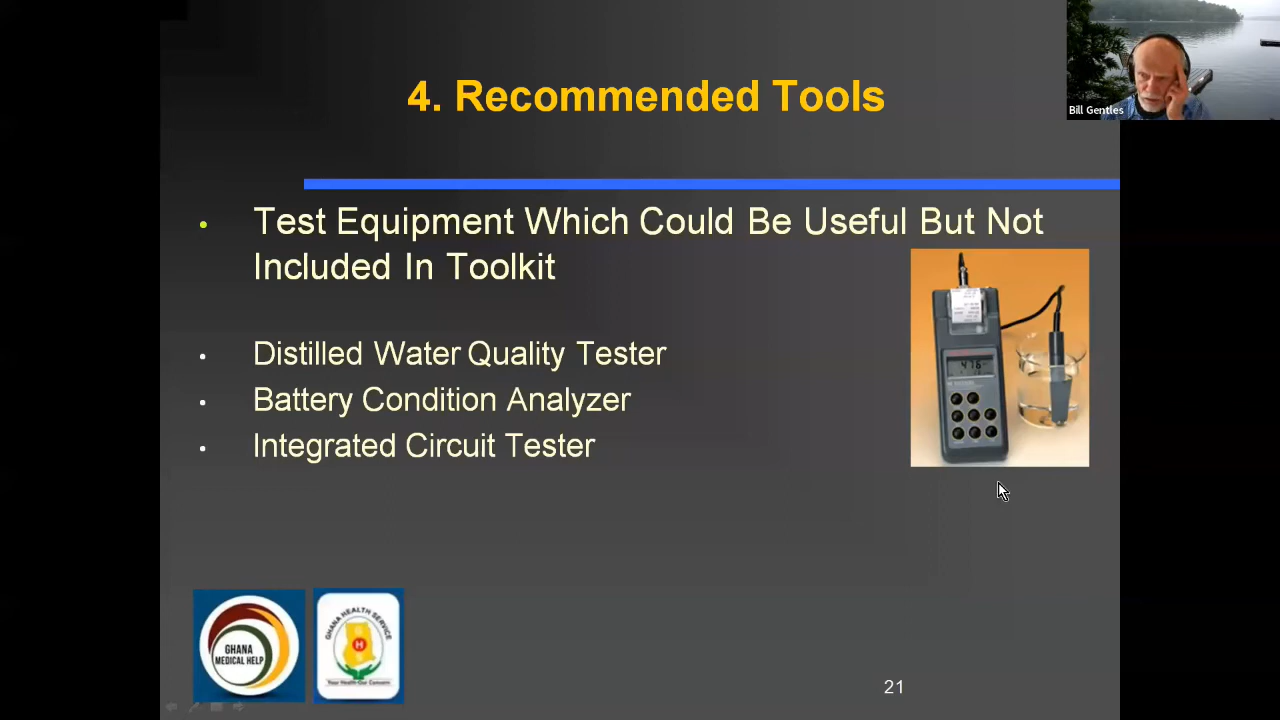 4. Recommended Tools
Bill Gentles
Test Equipment Which Could Be Useful But Not
Included In Toolkit
Distilled Water Quality Tester
Battery Condition Analyzer
Integrated Circuit Tester
GHANA
MEDICAL HELP
GHANA HEALTH SERVICE
H
Your Health-Our Concern
21